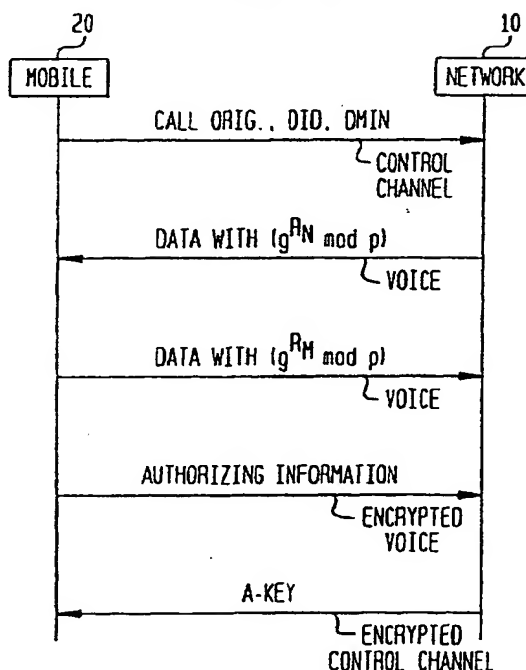 20
10
MOBILE
NETWORK
CALL ORIG., DID, DMIN
CONTROL
CHANNEL
DATA WITH (g^RN mod p)
VOICE
DATA WITH (g^RM mod p)
VOICE
AUTHORIZING INFORMATION
ENCRYPTED
VOICE
A-KEY
ENCRYPTED
CONTROL CHANNEL